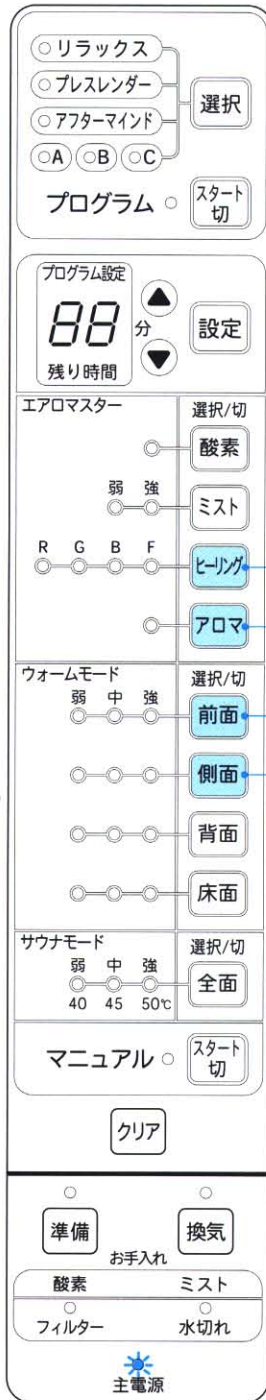 リラックス
プレスレンダー
アフターマインド
選択
A B C
プログラム
スタート
切
プログラム設定
88 分
設定
残り時間
エアロマスター
選択/切
酸素
弱 強
ミスト
R G B F
ヒーリング
アロマ
ウォームモード
選択/切
弱 中 強
前面
側面
背面
床面
サウナモード
選択/切
弱 中 強
全面
40 45 50℃
マニュアル
スタート
切
クリア
準備
換気
お手入れ
酸素 ミスト
フィルター 水切れ
主電源